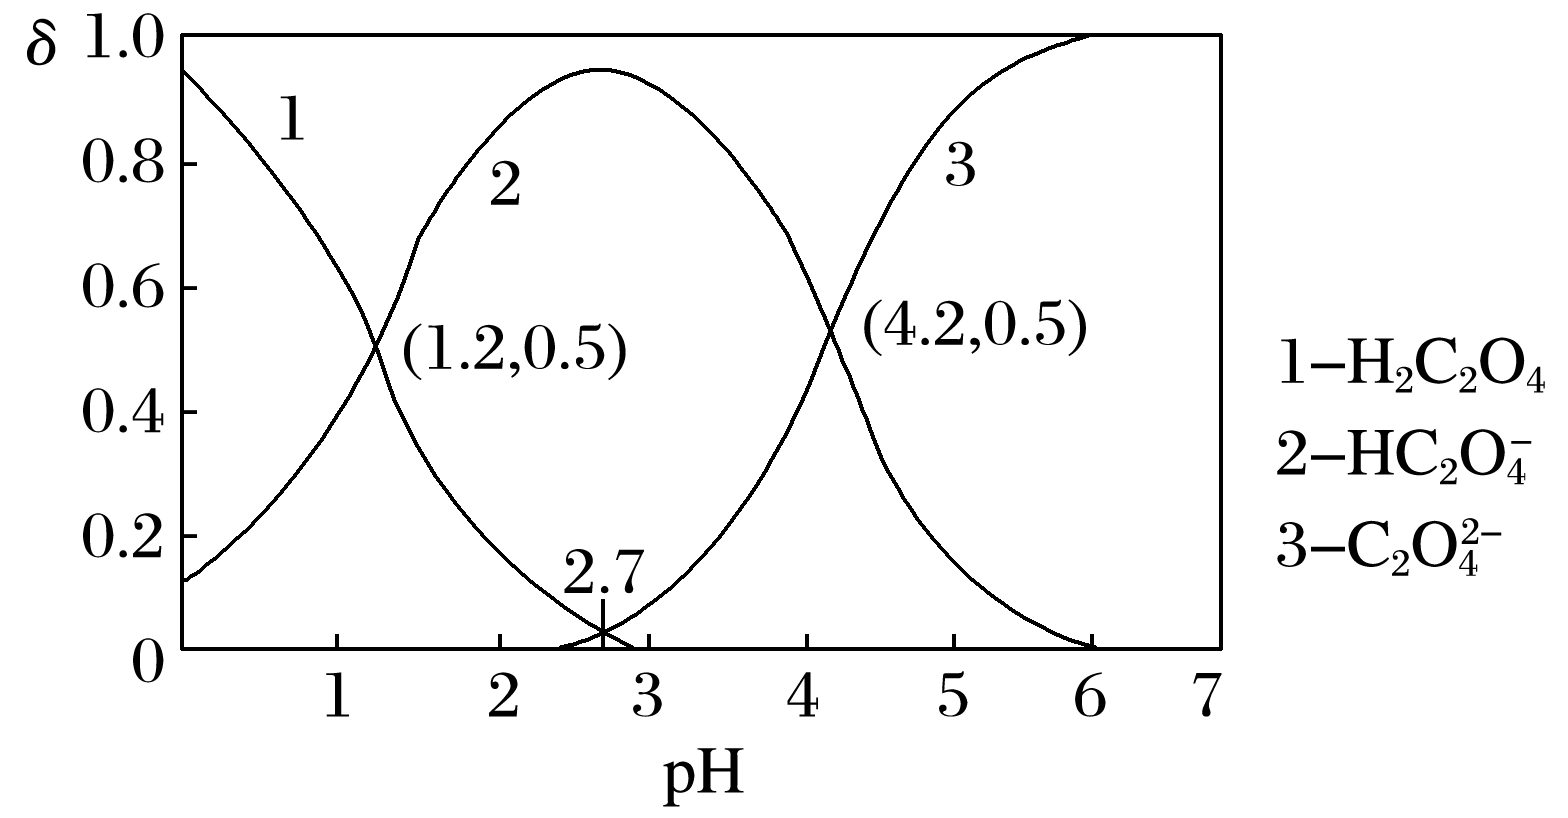 δ 1.0
0.8
0.6
0.4
0.2
0
1
2
3
(1.2,0.5)
(4.2,0.5)
2.7
1 2 3 4 5 6 7
pH
1–H₂C₂O₄
2–HC₂O₄⁻
3–C₂O₄²⁻